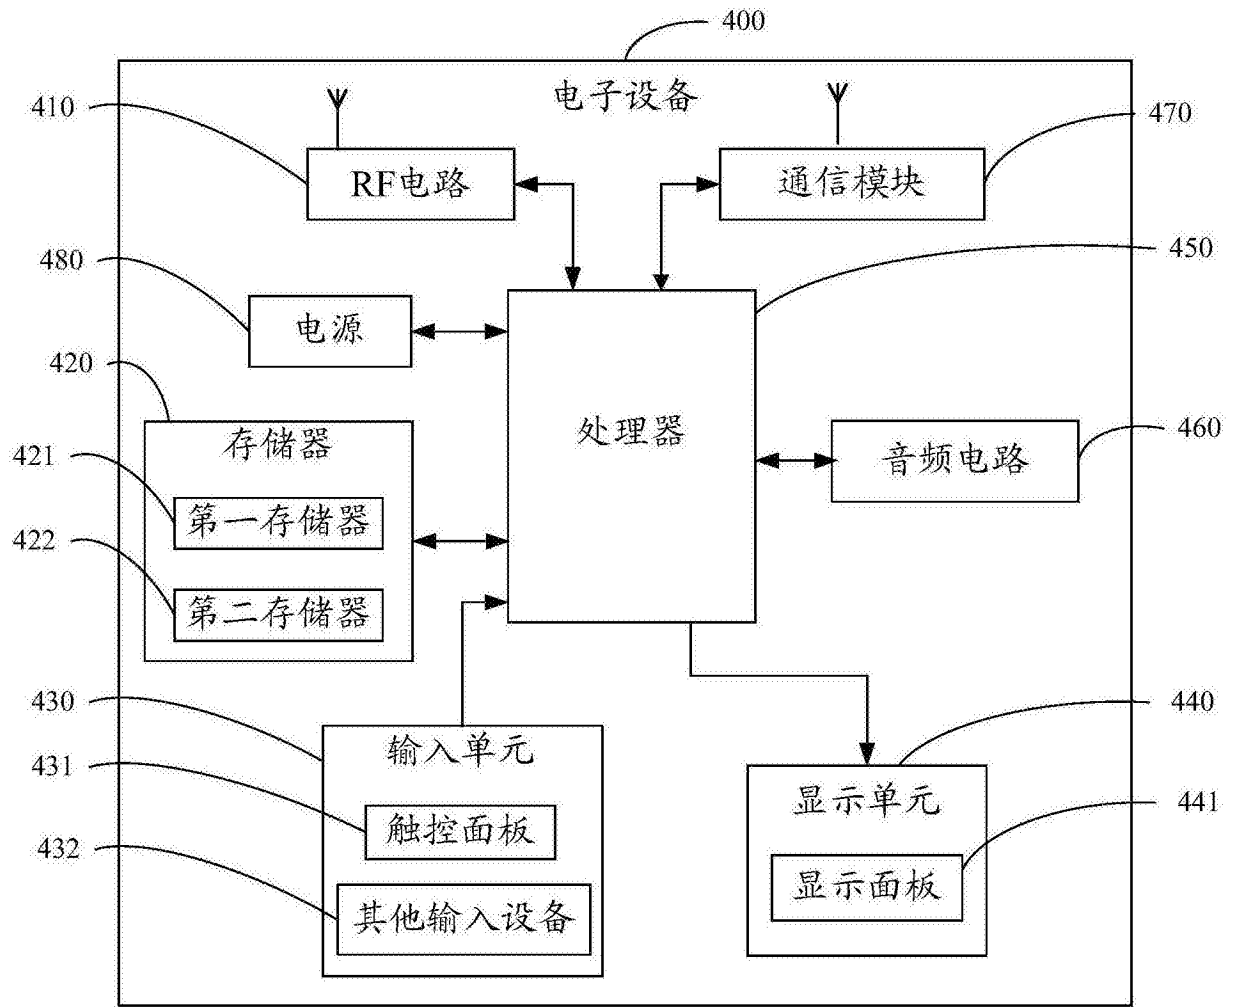 400
电子设备
410
RF电路
470
通信模块
480
电源
450
处理器
420
存储器
421
第一存储器
422
第二存储器
460
音频电路
430
输入单元
431
触控面板
432
其他输入设备
440
显示单元
441
显示面板